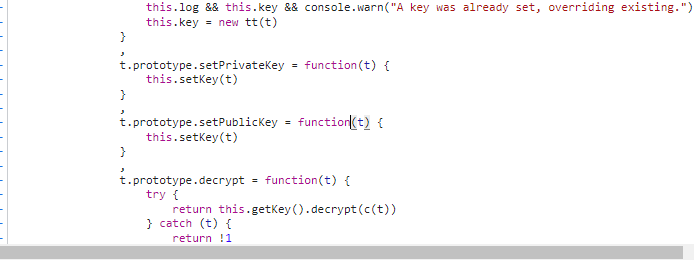 this.log && this.key && console.warn("A key was already set, overriding existing.")
this.key = new tt(t)
}
,
t.prototype.setPrivateKey = function(t) {
this.setKey(t)
}
,
t.prototype.setPublicKey = function(t) {
this.setKey(t)
}
,
t.prototype.decrypt = function(t) {
try {
return this.getKey().decrypt(c(t))
} catch (t) {
return !1